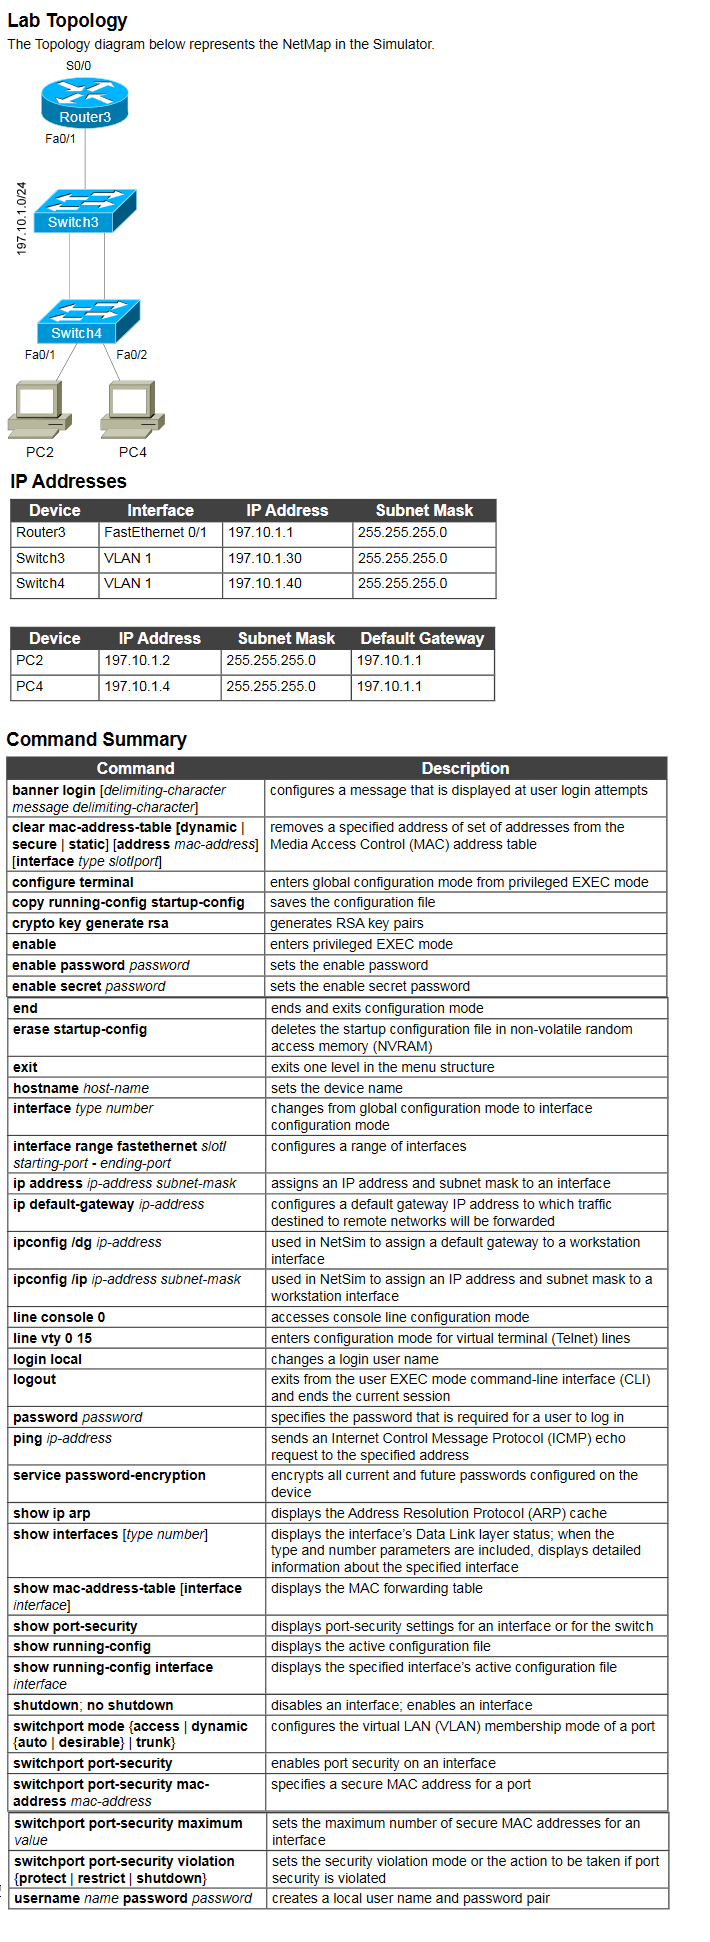 Lab Topology
The Topology diagram below represents the NetMap in the Simulator.
S0/0
Router3
Fa0/1
197.10.1.0/24
Switch3
Switch4
Fa0/1
Fa0/2
PC2
PC4
IP Addresses
Device Interface IP Address Subnet Mask
Router3 FastEthernet 0/1 197.10.1.1 255.255.255.0
Switch3 VLAN 1 197.10.1.30 255.255.255.0
Switch4 VLAN 1 197.10.1.40 255.255.255.0
Device IP Address Subnet Mask Default Gateway
PC2 197.10.1.2 255.255.255.0 197.10.1.1
PC4 197.10.1.4 255.255.255.0 197.10.1.1
Command Summary
Command Description
banner login [delimiting-character
message delimiting-character]
configures a message that is displayed at user login attempts
clear mac-address-table [dynamic |
secure | static] [address mac-address]
[interface type slot/port]
removes a specified address of set of addresses from the
Media Access Control (MAC) address table
configure terminal
enters global configuration mode from privileged EXEC mode
copy running-config startup-config
saves the configuration file
crypto key generate rsa
generates RSA key pairs
enable
enters privileged EXEC mode
enable password password
sets the enable password
enable secret password
sets the enable secret password
end
ends and exits configuration mode
erase startup-config
deletes the startup configuration file in non-volatile random
access memory (NVRAM)
exit
exits one level in the menu structure
hostname host-name
sets the device name
interface type number
changes from global configuration mode to interface
configuration mode
interface range fastethernet slot/
starting-port - ending-port
configures a range of interfaces
ip address ip-address subnet-mask
assigns an IP address and subnet mask to an interface
ip default-gateway ip-address
configures a default gateway IP address to which traffic
destined to remote networks will be forwarded
ipconfig /dg ip-address
used in NetSim to assign a default gateway to a workstation
interface
ipconfig /ip ip-address subnet-mask
used in NetSim to assign an IP address and subnet mask to a
workstation interface
line console 0
accesses console line configuration mode
line vty 0 15
enters configuration mode for virtual terminal (Telnet) lines
login local
changes a login user name
logout
exits from the user EXEC mode command-line interface (CLI)
and ends the current session
password password
specifies the password that is required for a user to log in
ping ip-address
sends an Internet Control Message Protocol (ICMP) echo
request to the specified address
service password-encryption
encrypts all current and future passwords configured on the
device
show ip arp
displays the Address Resolution Protocol (ARP) cache
show interfaces [type number]
displays the interface's Data Link layer status; when the
type and number parameters are included, displays detailed
information about the specified interface
show mac-address-table [interface
interface]
displays the MAC forwarding table
show port-security
displays port-security settings for an interface or for the switch
show running-config
displays the active configuration file
show running-config interface
interface
displays the specified interface's active configuration file
shutdown; no shutdown
disables an interface; enables an interface
switchport mode {access | dynamic
{auto | desirable} | trunk}
configures the virtual LAN (VLAN) membership mode of a port
switchport port-security
enables port security on an interface
switchport port-security mac-
address mac-address
specifies a secure MAC address for a port
switchport port-security maximum
value
sets the maximum number of secure MAC addresses for an
interface
switchport port-security violation
{protect | restrict | shutdown}
sets the security violation mode or the action to be taken if port
security is violated
username name password password
creates a local user name and password pair